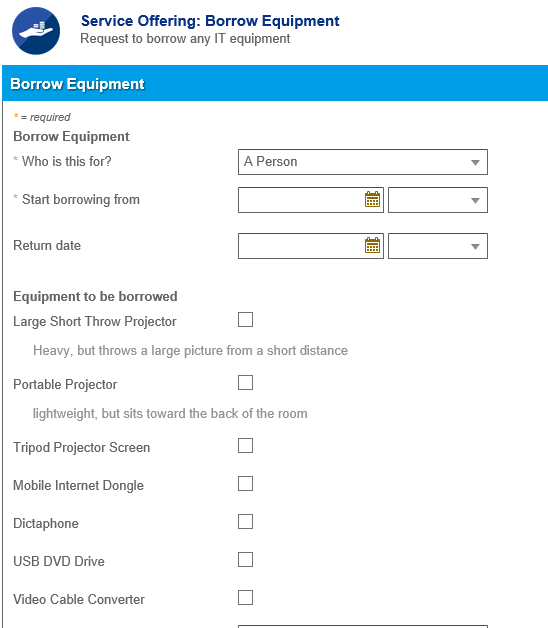 Service Offering: Borrow Equipment
Request to borrow any IT equipment
Borrow Equipment
* = required
Borrow Equipment
* Who is this for? A Person
* Start borrowing from
Return date
Equipment to be borrowed
Large Short Throw Projector
Heavy, but throws a large picture from a short distance
Portable Projector
lightweight, but sits toward the back of the room
Tripod Projector Screen
Mobile Internet Dongle
Dictaphone
USB DVD Drive
Video Cable Converter